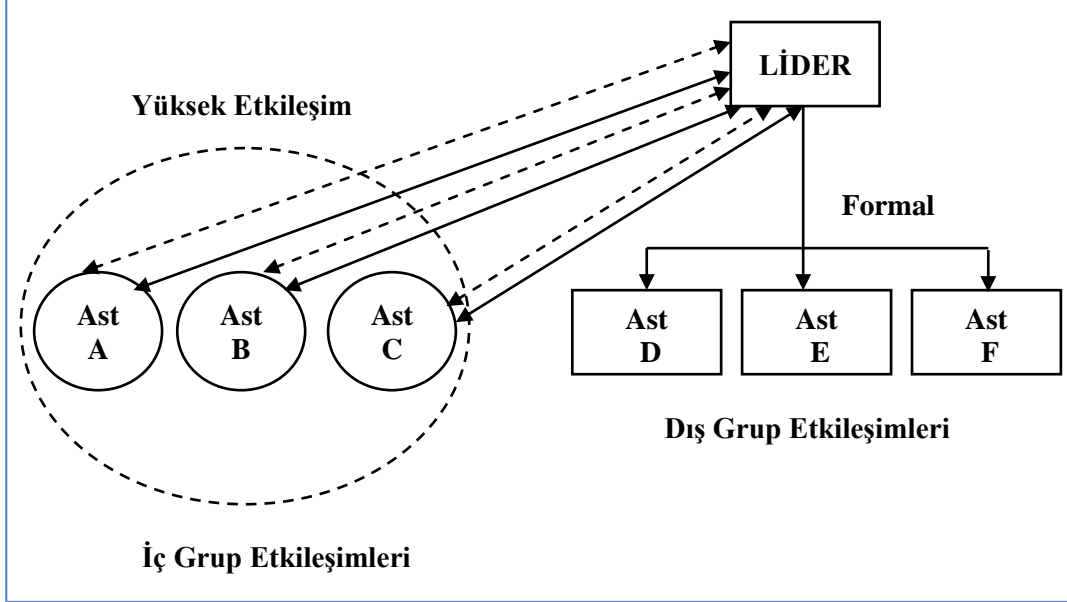 LİDER
Yüksek Etkileşim
Formal
Ast
A
Ast
B
Ast
C
Ast
D
Ast
E
Ast
F
Dış Grup Etkileşimleri
İç Grup Etkileşimleri